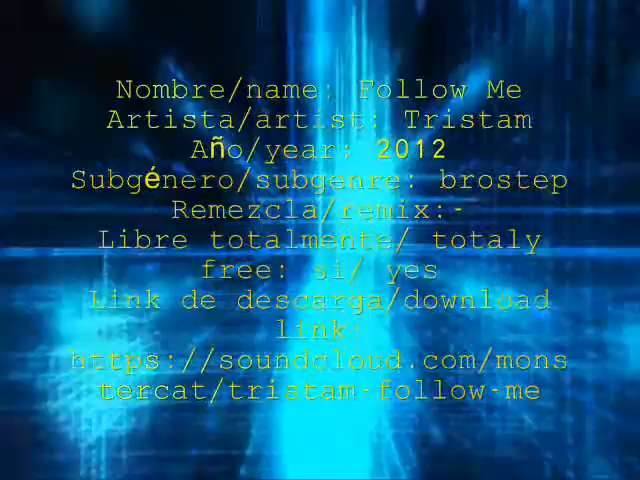 Nombre/name: Follow Me
Artista/artist: Tristam
Año/year: 2012
Subgénero/subgenre: brostep
Remezcla/remix:-
Libre totalmente/ totaly
free: si/ yes
Link de descarga/download
link:
https://soundcloud.com/mons
tercat/tristam-follow-me